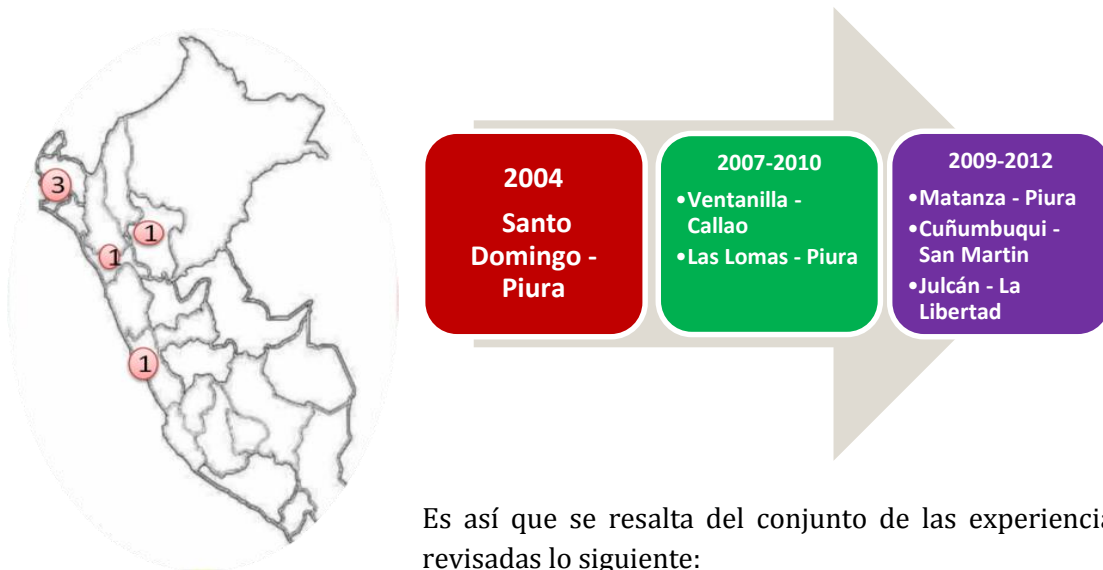 3
1
1
1
2004
Santo
Domingo -
Piura
2007-2010
•Ventanilla -
Callao
•Las Lomas - Piura
2009-2012
•Matanza - Piura
•Cuñumbuqui -
San Martin
•Julcán - La
Libertad
Es así que se resalta del conjunto de las experiencia
revisadas lo siguiente: